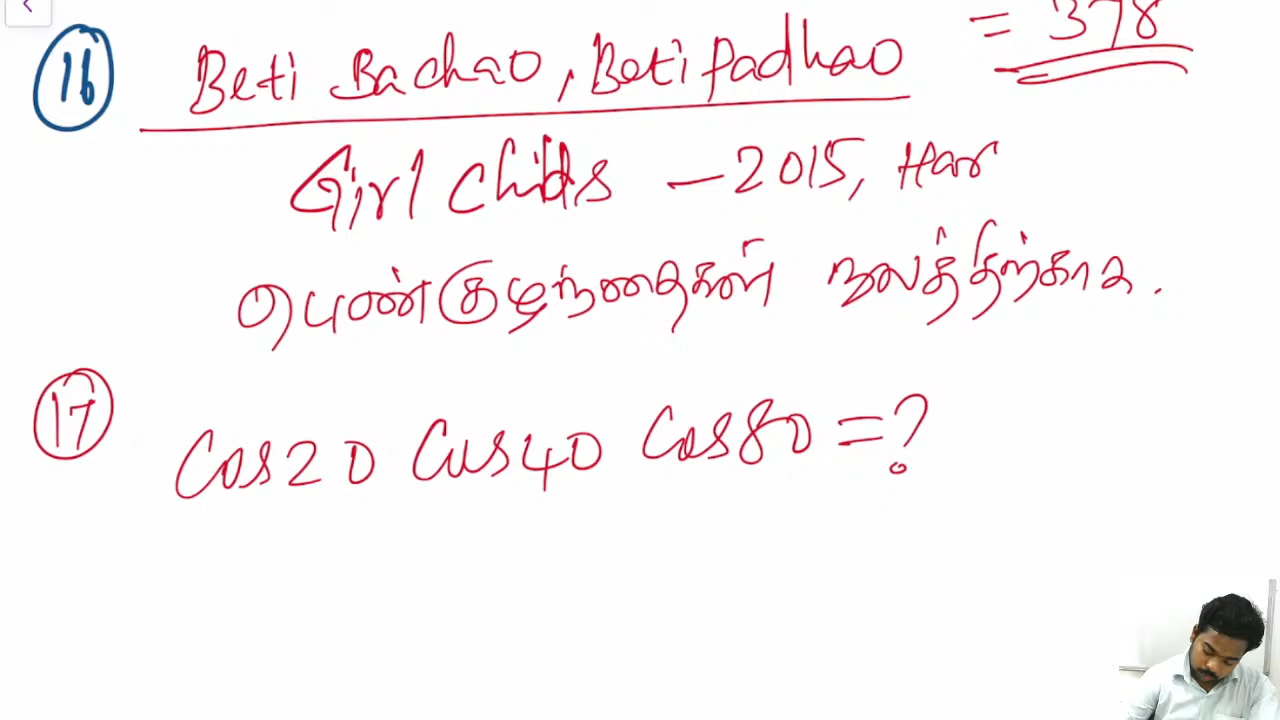 = 378
16 Beti Bachao, Beti Padhao
Girl Childs – 2015, Har
பெண்குழந்தைகள் நலத்திற்காக.
17
Cos20 Cos40 Cos80 = ?